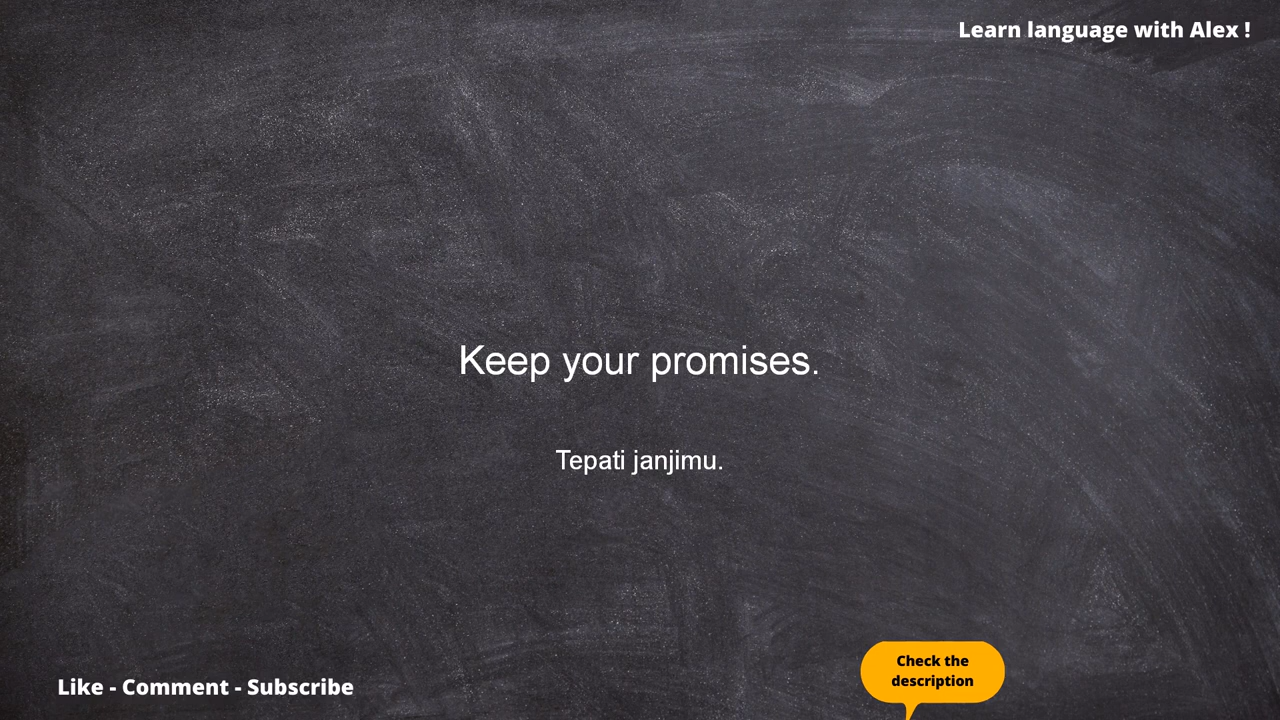 Learn language with Alex !
Keep your promises.
Tepati janjimu.
Check the
description
Like - Comment - Subscribe